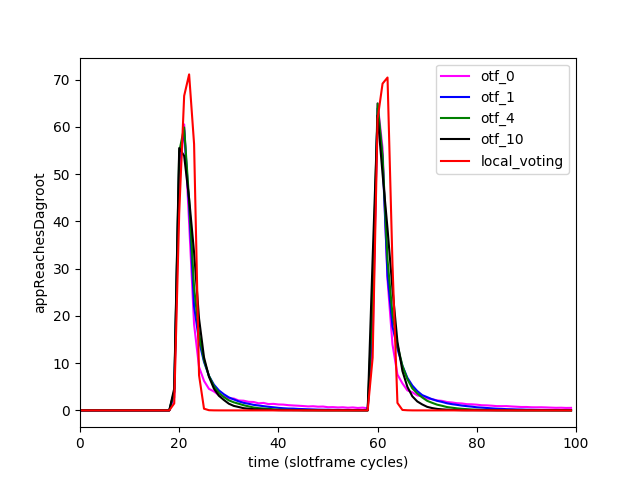 otf_0
otf_1
otf_4
otf_10
local_voting
appReachesDagroot
70
60
50
40
30
20
10
0
0 20 40 60 80 100
time (slotframe cycles)